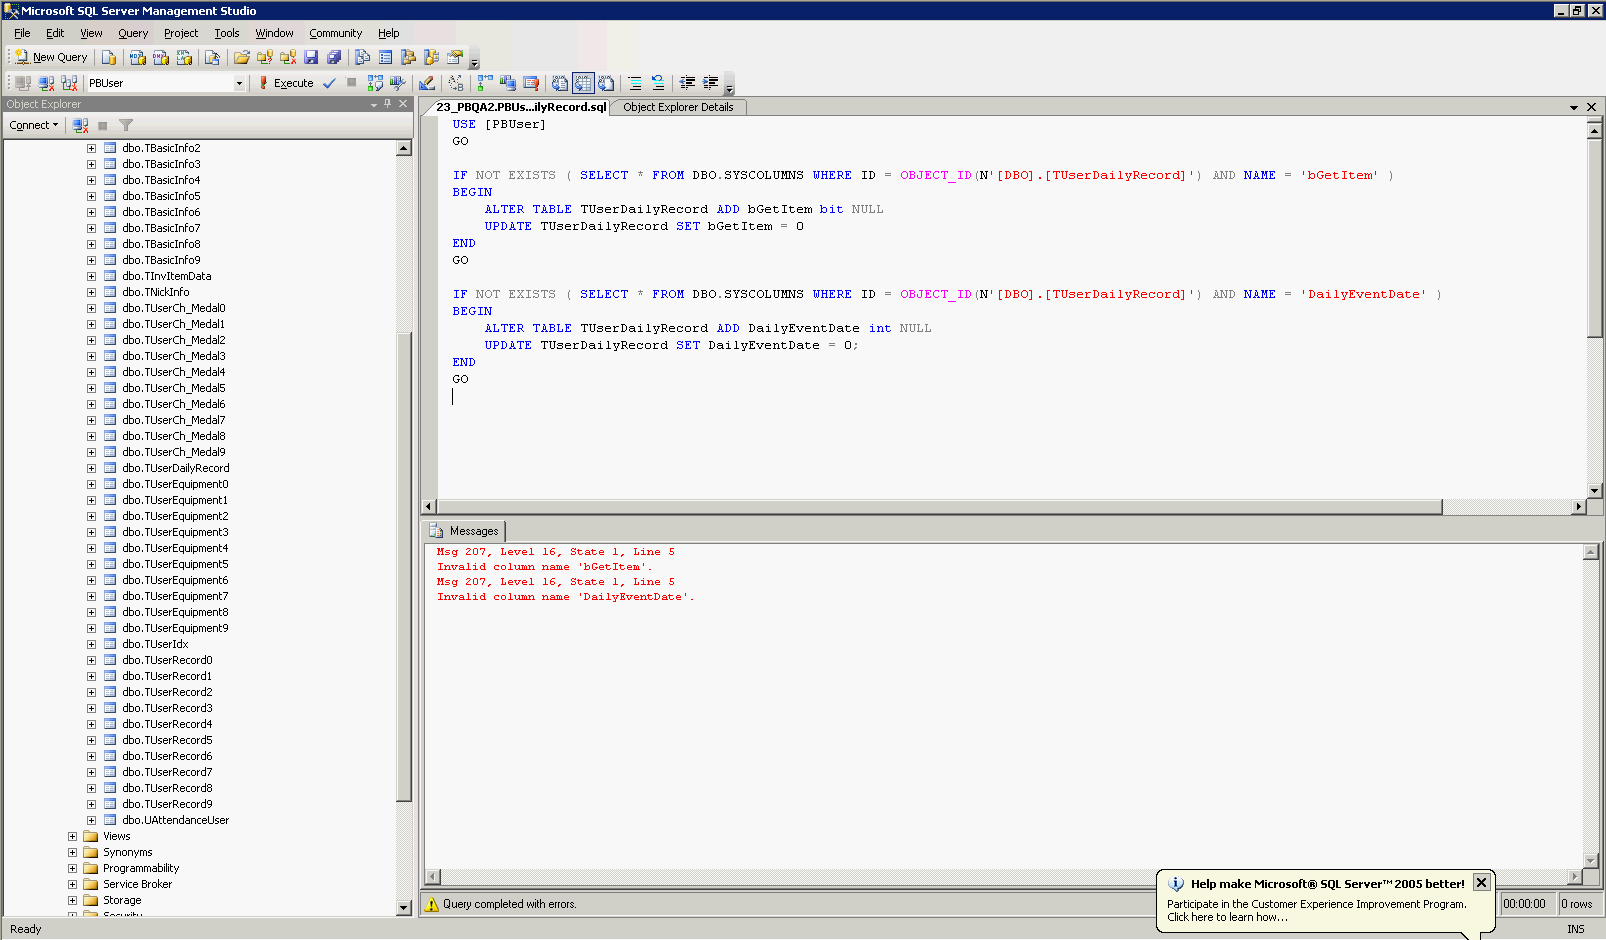 Microsoft SQL Server Management Studio
File Edit View Query Project Tools Window Community Help
New Query
PBUser Execute
Object Explorer
Connect
dbo.TBasicInfo2
dbo.TBasicInfo3
dbo.TBasicInfo4
dbo.TBasicInfo5
dbo.TBasicInfo6
dbo.TBasicInfo7
dbo.TBasicInfo8
dbo.TBasicInfo9
dbo.TInvItemData
dbo.TNickInfo
dbo.TUserCh_Medal0
dbo.TUserCh_Medal1
dbo.TUserCh_Medal2
dbo.TUserCh_Medal3
dbo.TUserCh_Medal4
dbo.TUserCh_Medal5
dbo.TUserCh_Medal6
dbo.TUserCh_Medal7
dbo.TUserCh_Medal8
dbo.TUserCh_Medal9
dbo.TUserDailyRecord
dbo.TUserEquipment0
dbo.TUserEquipment1
dbo.TUserEquipment2
dbo.TUserEquipment3
dbo.TUserEquipment4
dbo.TUserEquipment5
dbo.TUserEquipment6
dbo.TUserEquipment7
dbo.TUserEquipment8
dbo.TUserEquipment9
dbo.TUserIdx
dbo.TUserRecord0
dbo.TUserRecord1
dbo.TUserRecord2
dbo.TUserRecord3
dbo.TUserRecord4
dbo.TUserRecord5
dbo.TUserRecord6
dbo.TUserRecord7
dbo.TUserRecord8
dbo.TUserRecord9
dbo.UAttendanceUser
Views
Synonyms
Programmability
Service Broker
Storage
Security
23_PBQA2.PBUs...ilyRecord.sql Object Explorer Details
USE [PBUser]
GO
IF NOT EXISTS ( SELECT * FROM DBO.SYSCOLUMNS WHERE ID = OBJECT_ID(N'[DBO].[TUserDailyRecord]') AND NAME = 'bGetItem' )
BEGIN
ALTER TABLE TUserDailyRecord ADD bGetItem bit NULL
UPDATE TUserDailyRecord SET bGetItem = 0
END
GO
IF NOT EXISTS ( SELECT * FROM DBO.SYSCOLUMNS WHERE ID = OBJECT_ID(N'[DBO].[TUserDailyRecord]') AND NAME = 'DailyEventDate' )
BEGIN
ALTER TABLE TUserDailyRecord ADD DailyEventDate int NULL
UPDATE TUserDailyRecord SET DailyEventDate = 0;
END
GO
Messages
Msg 207, Level 16, State 1, Line 5
Invalid column name 'bGetItem'.
Msg 207, Level 16, State 1, Line 5
Invalid column name 'DailyEventDate'.
Query completed with errors.
Help make Microsoft® SQL Server™ 2005 better!
Participate in the Customer Experience Improvement Program.
Click here to learn how...
00:00:00 0 rows
Ready INS